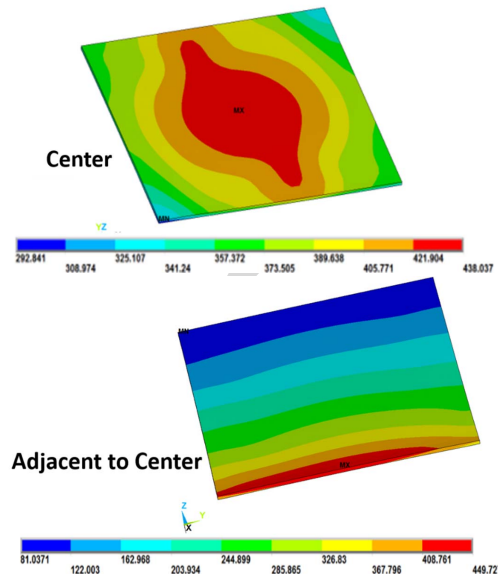 MX
Center
MN
YZ
292.841 325.107 357.372 389.638 421.904
308.974 341.24 373.505 405.771 438.037
MN
Adjacent to Center
MX
Z
Y
X
81.0371 162.968 244.899 326.83 408.761
122.003 203.934 285.865 367.796 449.72